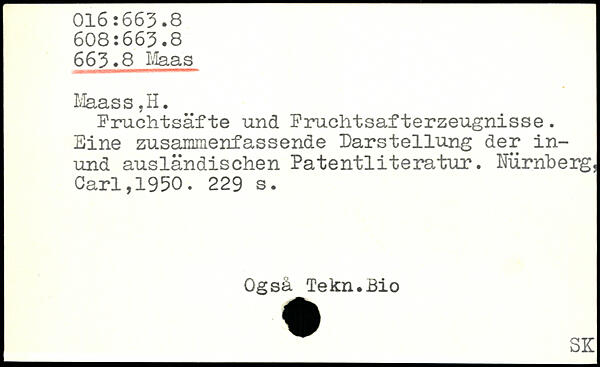 016:663.8
608:663.8
663.8 Maas
Maass,H.
Fruchtsäfte und Fruchtsafterzeugnisse.
Eine zusammenfassende Darstellung der in-
und ausländischen Patentliteratur. Nürnberg,
Carl,1950. 229 s.
Også Tekn.Bio
SK